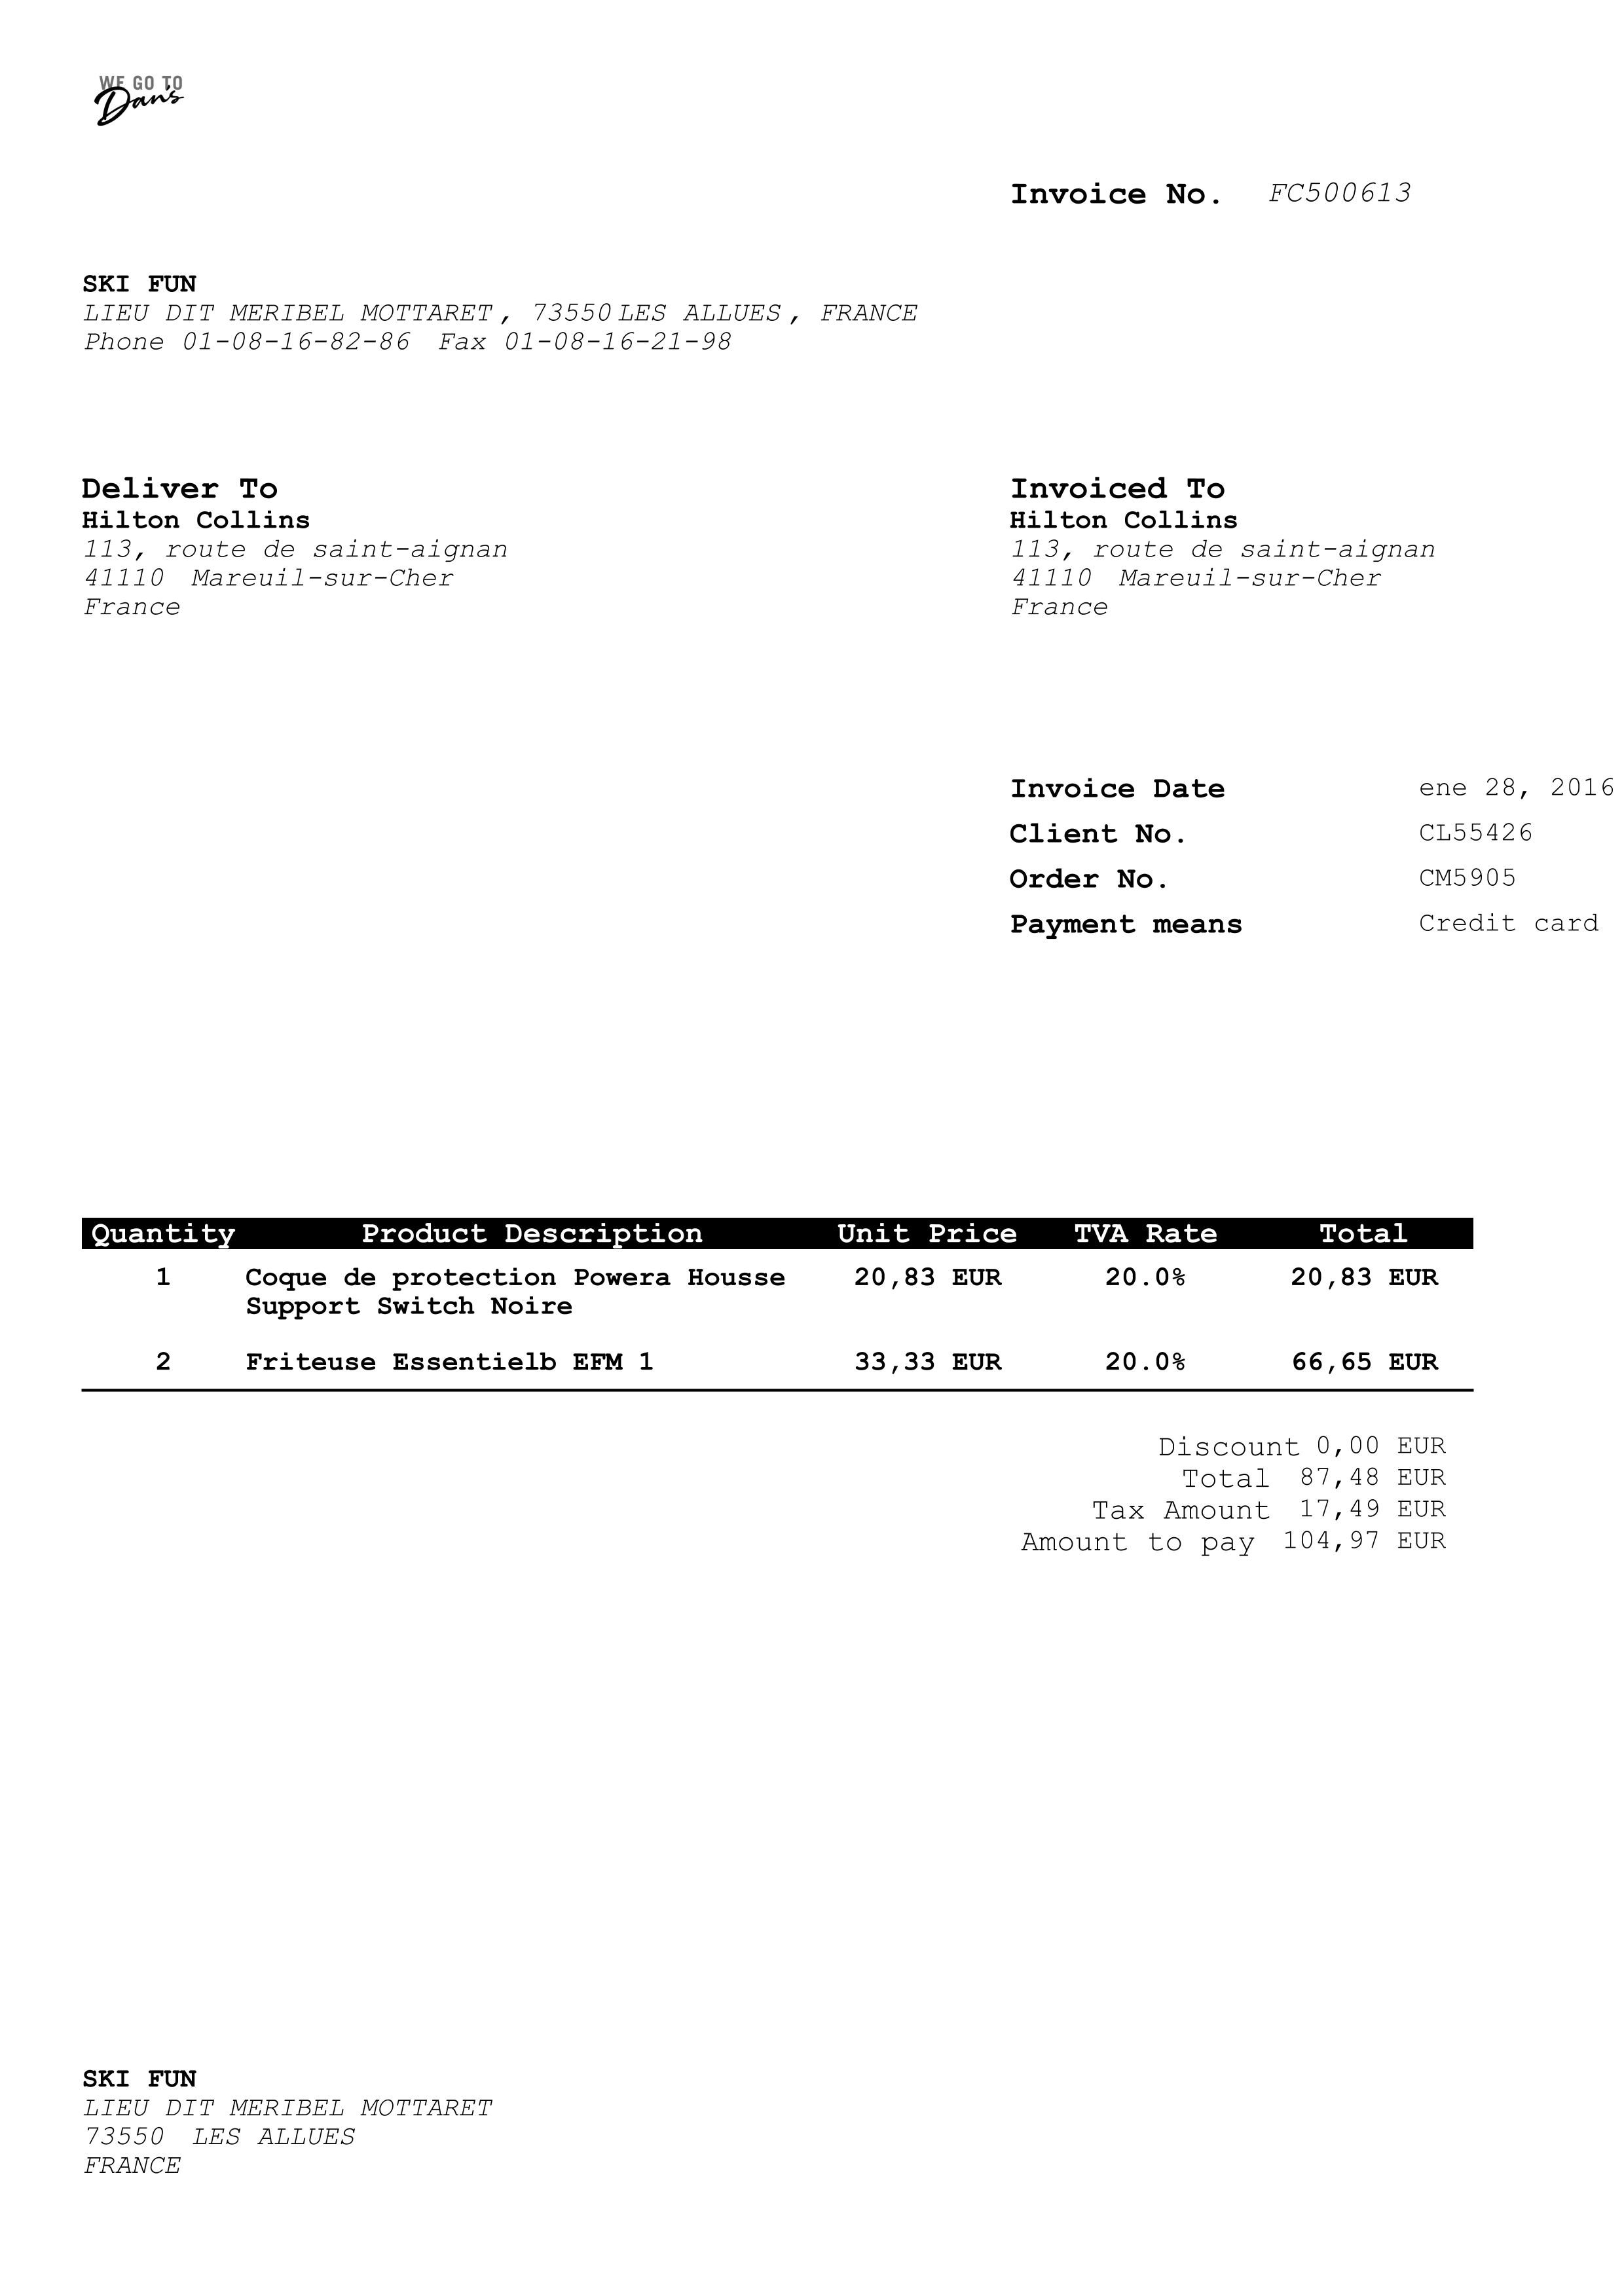 WE GO TO
Dan's
Invoice No. FC500613
SKI FUN
LIEU DIT MERIBEL MOTTARET, 73550 LES ALLUES, FRANCE
Phone 01-08-16-82-86 Fax 01-08-16-21-98
Deliver To
Hilton Collins
113, route de saint-aignan
41110 Mareuil-sur-Cher
France
Invoiced To
Hilton Collins
113, route de saint-aignan
41110 Mareuil-sur-Cher
France
Invoice Date ene 28, 2016
Client No. CL55426
Order No. CM5905
Payment means Credit card
Quantity Product Description Unit Price TVA Rate Total
1 Coque de protection Powera Housse 20,83 EUR 20.0% 20,83 EUR
Support Switch Noire
2 Friteuse Essentielb EFM 1 33,33 EUR 20.0% 66,65 EUR
Discount 0,00 EUR
Total 87,48 EUR
Tax Amount 17,49 EUR
Amount to pay 104,97 EUR
SKI FUN
LIEU DIT MERIBEL MOTTARET
73550 LES ALLUES
FRANCE